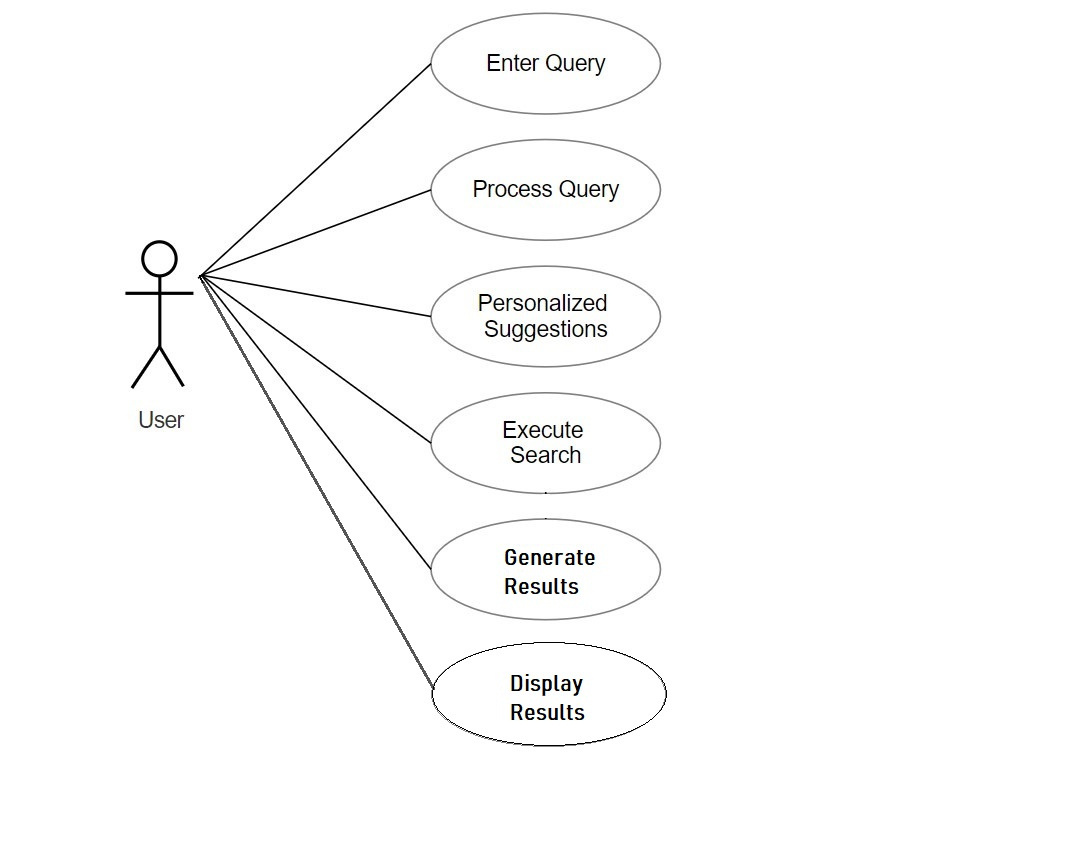 Enter Query
Process Query
Personalized
Suggestions
User
Execute
Search
Generate
Results
Display
Results